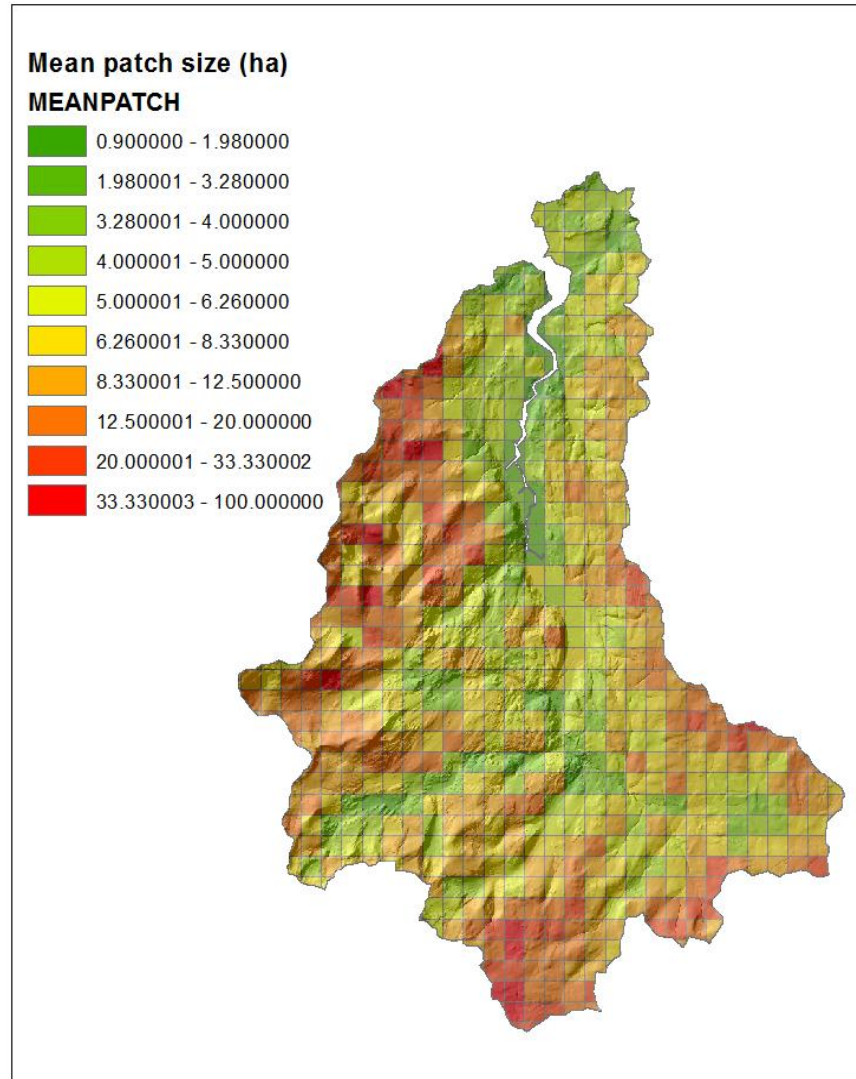 Mean patch size (ha)
MEANPATCH
0.900000 - 1.980000
1.980001 - 3.280000
3.280001 - 4.000000
4.000001 - 5.000000
5.000001 - 6.260000
6.260001 - 8.330000
8.330001 - 12.500000
12.500001 - 20.000000
20.000001 - 33.330002
33.330003 - 100.000000